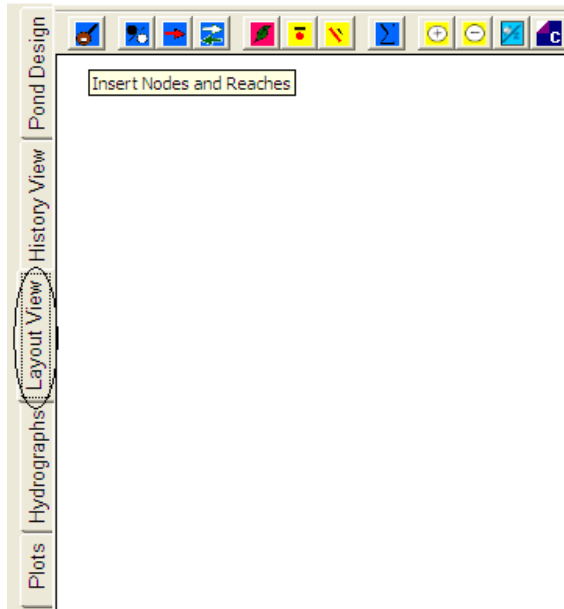 Insert Nodes and Reaches
Pond Design
History View
Layout View
Hydrographs
Plots
C